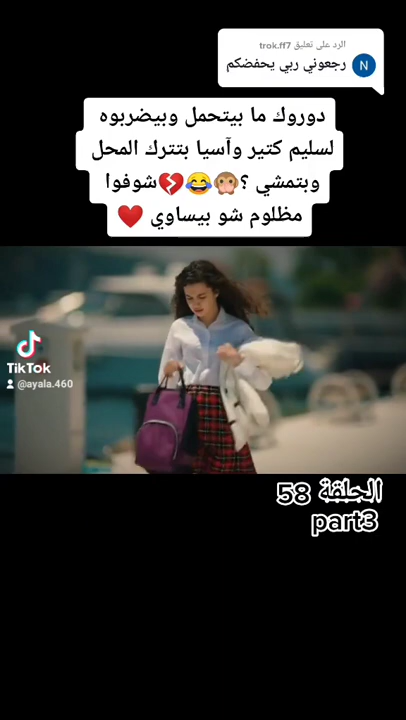 الرد على تعليق trok.ff7
رجعوني ربي يحفضكم
N
دوروك ما بيتحمل وبيضربوه
لسليم كتير وآسيا بتترك المحل
وبتمشي ؟🙊😂💔شوفوا
مظلوم شو بيساوي ❤️
TikTok
@ayala.460
الحلقة 58
part3